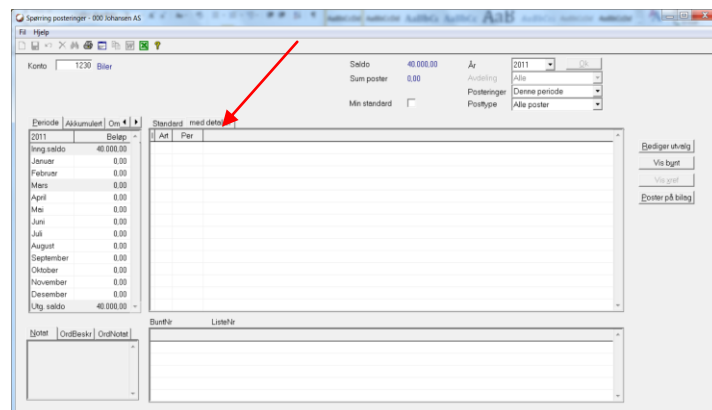 Spørring posteringer - 000 Johansen AS
AaB
Fil Hjelp
Konto 1230 Biler
Saldo 40.000,00
År 2011 Ok
Sum poster 0,00
Avdeling Alle
Posteringer Denne periode
Min standard
Posttype Alle poster
Periode Akkumulert Om
Standard med detalj
2011 Beløp
Art Per
Inng.saldo 40.000,00
Januar 0,00
Februar 0,00
Mars 0,00
April 0,00
Mai 0,00
Juni 0,00
Juli 0,00
August 0,00
September 0,00
Oktober 0,00
November 0,00
Desember 0,00
Utg. saldo 40.000,00
Rediger utvalg
Vis bunt
Poster på bilag
BuntNr ListeNr
Notat OrdBeskr OrdNotat